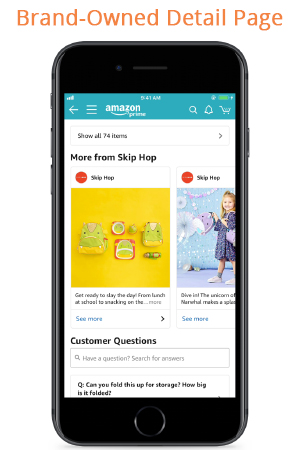 Brand-Owned Detail Page
9:41 AM
amazon
prime
Show all 74 items
More from Skip Hop
Skip Hop
Get ready to slay the day! From lunch
at school to snacking on the... more
See more
Skip Hop
Dive in! The unicorn of
Narwhal makes a splas
See more
Customer Questions
Have a question? Search for answers
Q: Can you fold this up for storage? How big
is it folded?